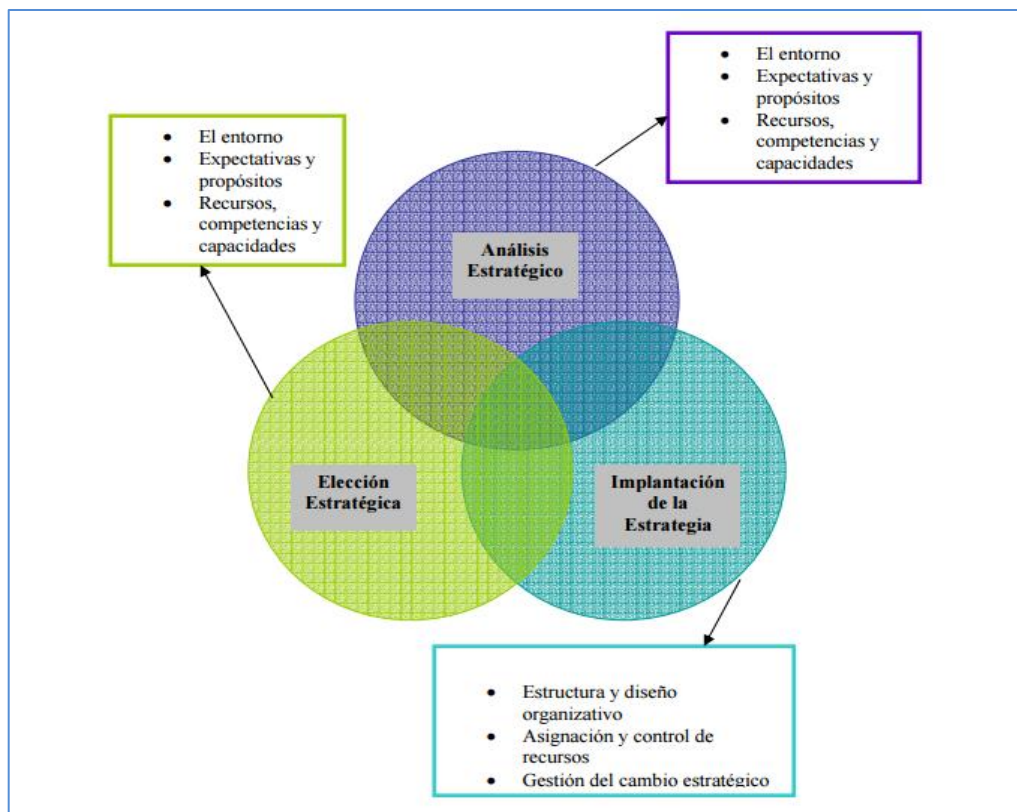 • El entorno
• Expectativas y
propósitos
• Recursos,
competencias y
capacidades
• El entorno
• Expectativas y
propósitos
• Recursos,
competencias y
capacidades
Análisis
Estratégico
Elección
Estratégica
Implantación
de la
Estrategia
• Estructura y diseño
organizativo
• Asignación y control de
recursos
• Gestión del cambio estratégico